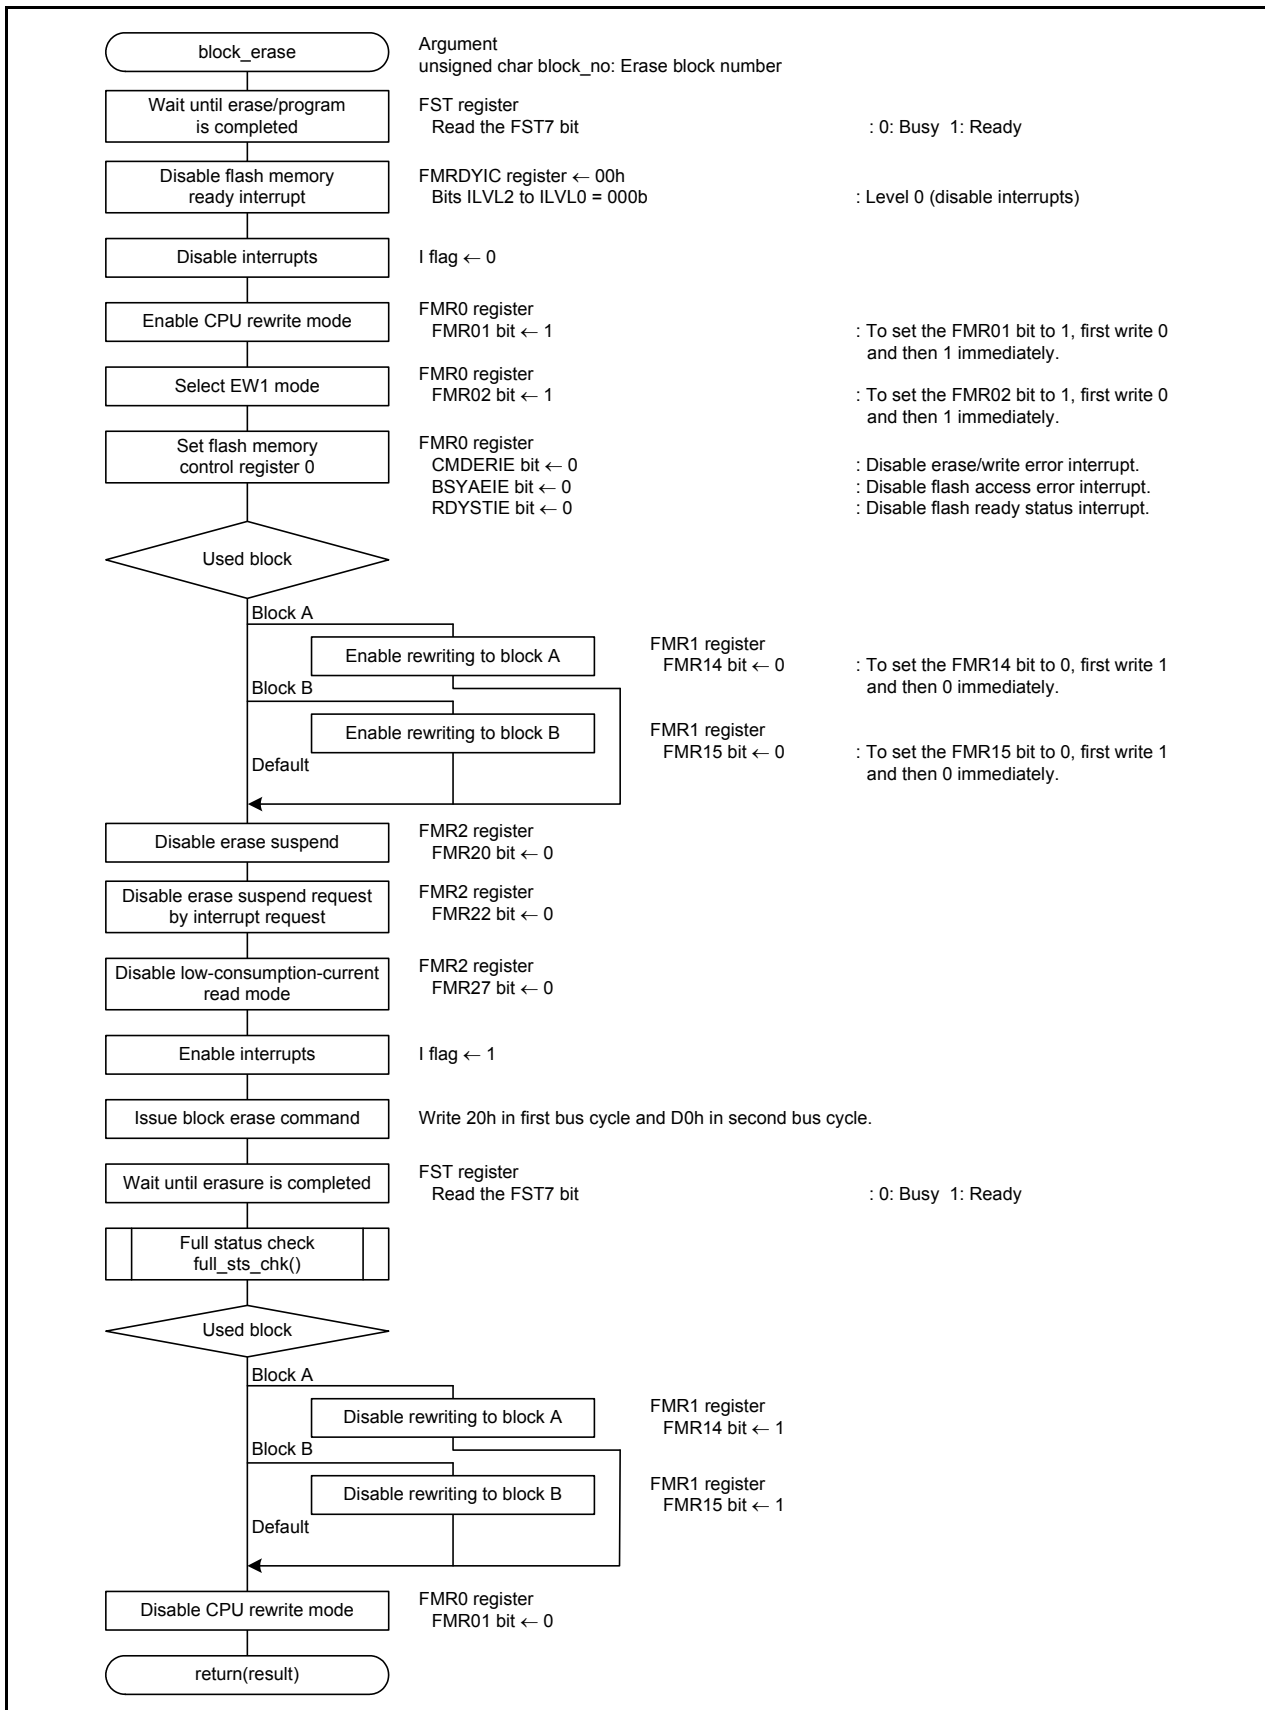 block_erase
Argument
unsigned char block_no: Erase block number
Wait until erase/program
is completed
FST register
Read the FST7 bit : 0: Busy 1: Ready
Disable flash memory
ready interrupt
FMRDYIC register ← 00h
Bits ILVL2 to ILVL0 = 000b : Level 0 (disable interrupts)
Disable interrupts
I flag ← 0
Enable CPU rewrite mode
FMR0 register
FMR01 bit ← 1 : To set the FMR01 bit to 1, first write 0
and then 1 immediately.
Select EW1 mode
FMR0 register
FMR02 bit ← 1 : To set the FMR02 bit to 1, first write 0
and then 1 immediately.
Set flash memory
control register 0
FMR0 register
CMDERIE bit ← 0 : Disable erase/write error interrupt.
BSYAEIE bit ← 0 : Disable flash access error interrupt.
RDYSTIE bit ← 0 : Disable flash ready status interrupt.
Used block
Block A
Enable rewriting to block A
FMR1 register
FMR14 bit ← 0 : To set the FMR14 bit to 0, first write 1
and then 0 immediately.
Block B
Enable rewriting to block B
FMR1 register
FMR15 bit ← 0 : To set the FMR15 bit to 0, first write 1
and then 0 immediately.
Default
Disable erase suspend
FMR2 register
FMR20 bit ← 0
Disable erase suspend request
by interrupt request
FMR2 register
FMR22 bit ← 0
Disable low-consumption-current
read mode
FMR2 register
FMR27 bit ← 0
Enable interrupts
I flag ← 1
Issue block erase command
Write 20h in first bus cycle and D0h in second bus cycle.
Wait until erasure is completed
FST register
Read the FST7 bit : 0: Busy 1: Ready
Full status check
full_sts_chk()
Used block
Block A
Disable rewriting to block A
FMR1 register
FMR14 bit ← 1
Block B
Disable rewriting to block B
FMR1 register
FMR15 bit ← 1
Default
Disable CPU rewrite mode
FMR0 register
FMR01 bit ← 0
return(result)